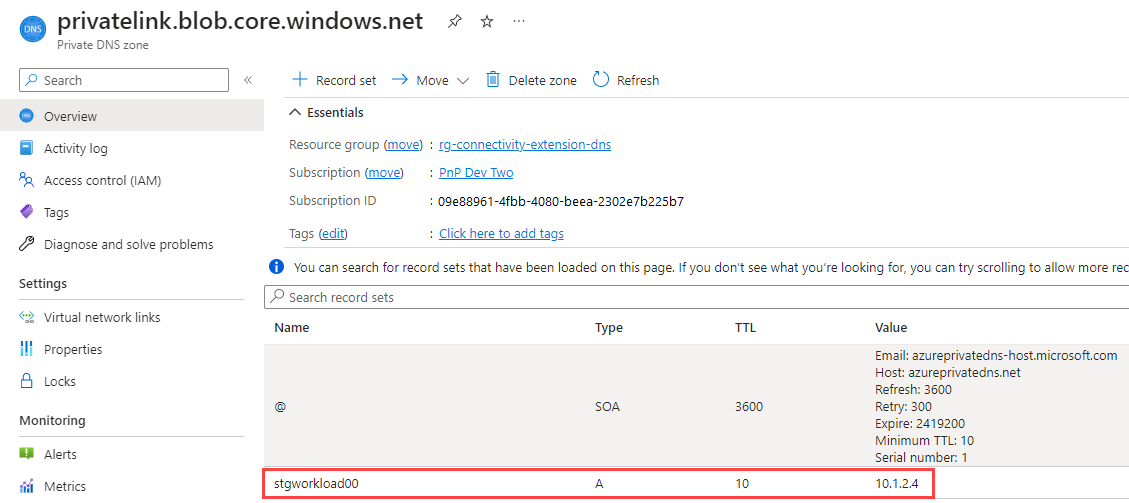 privatelink.blob.core.windows.net
DNS
Private DNS zone
Search
Record set
Move
Delete zone
Refresh
DNS
Overview
Essentials
Activity log
Resource group (move) : rg-connectivity-extension-dns
Access control (IAM)
Subscription (move) : PnP Dev Two
Subscription ID : 09e88961-4fbb-4080-beea-2302e7b225b7
Tags
Tags (edit) : Click here to add tags
Diagnose and solve problems
You can search for record sets that have been loaded on this page. If you don't see what you're looking for, you can try scrolling to allow more rec
Settings
Search record sets
Virtual network links
Name Type TTL Value
Properties
Locks
@ SOA 3600
Email: azureprivatedns-host.microsoft.com
Host: azureprivatedns.net
Refresh: 3600
Retry: 300
Expire: 2419200
Minimum TTL: 10
Serial number: 1
Monitoring
Alerts
stgworkload00 A 10 10.1.2.4
Metrics